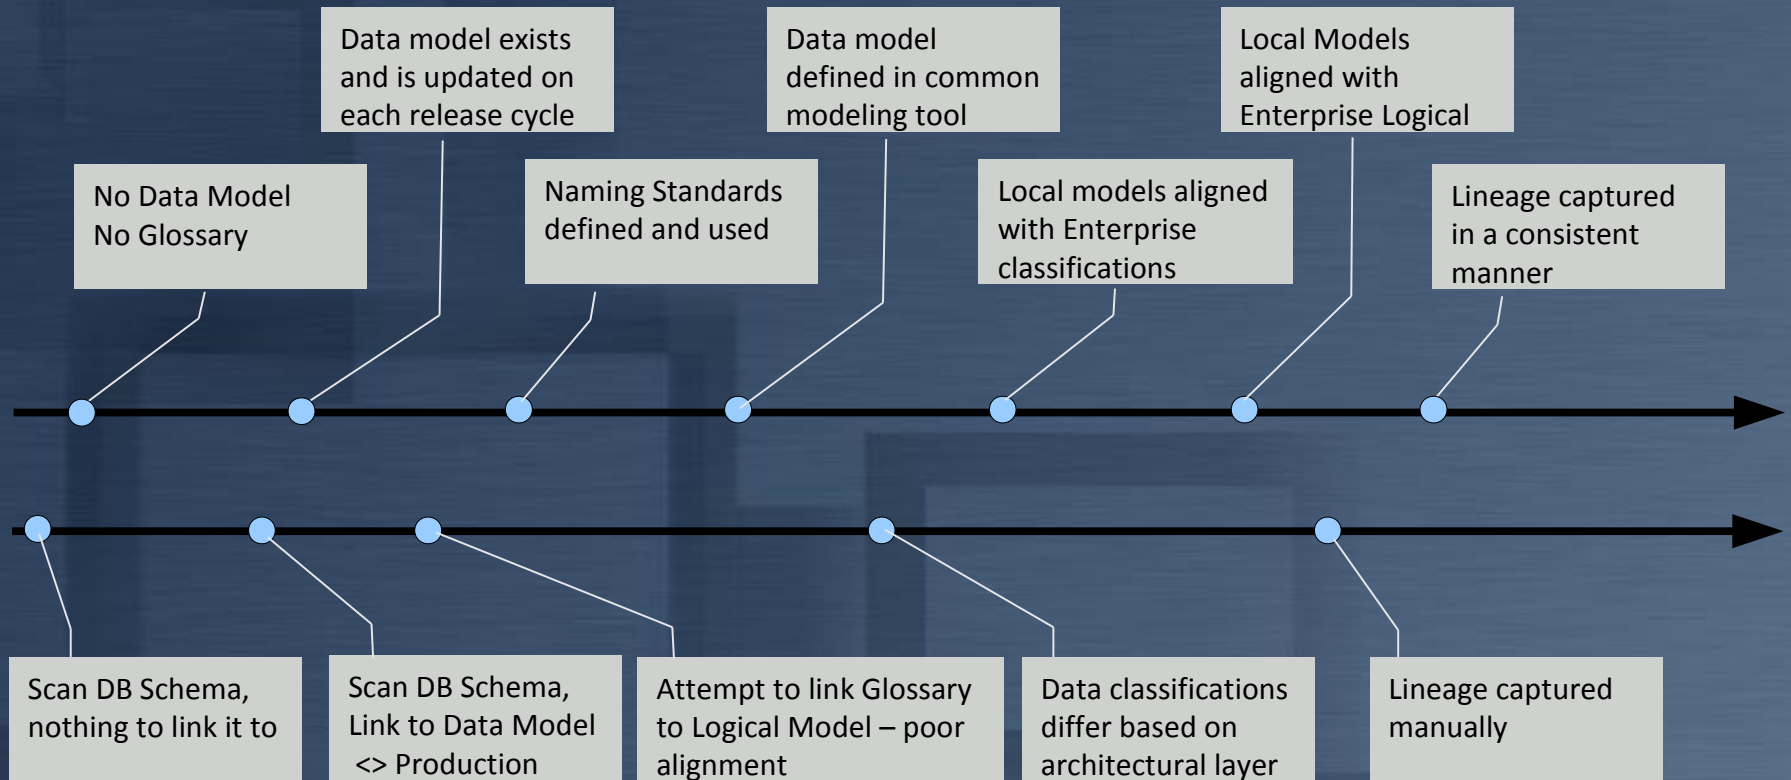 Data model exists
and is updated on
each release cycle
Data model
defined in common
modeling tool
Local Models
aligned with
Enterprise Logical
No Data Model
No Glossary
Naming Standards
defined and used
Local models aligned
with Enterprise
classifications
Lineage captured
in a consistent
manner
Scan DB Schema,
nothing to link it to
Scan DB Schema,
Link to Data Model
<> Production
Attempt to link Glossary
to Logical Model – poor
alignment
Data classifications
differ based on
architectural layer
Lineage captured
manually